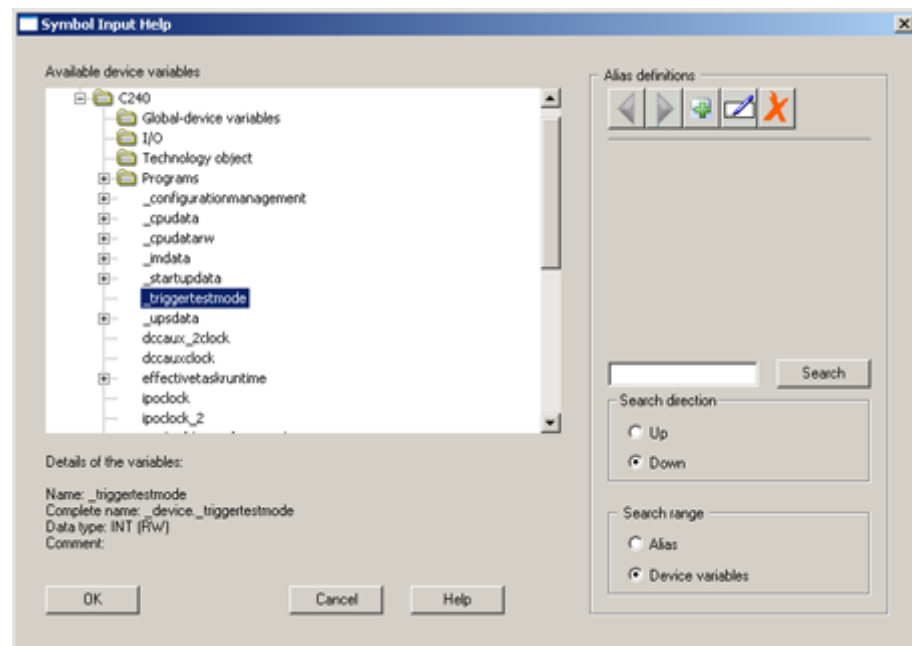 Symbol Input Help
Available device variables
C240
Global-device variables
I/O
Technology object
Programs
_configurationmanagement
_cpudata
_cpudatarw
_imdata
_startupdata
_triggertestmode
_upsdata
dccaux_2clock
dccauxclock
effectivetaskruntime
ipoclock
ipoclock_2
Details of the variables:
Name: _triggertestmode
Complete name: _device._triggertestmode
Data type: INT (RW)
Comment:
OK
Cancel
Help
Alias definitions
Search
Search direction
Up
Down
Search range
Alias
Device variables